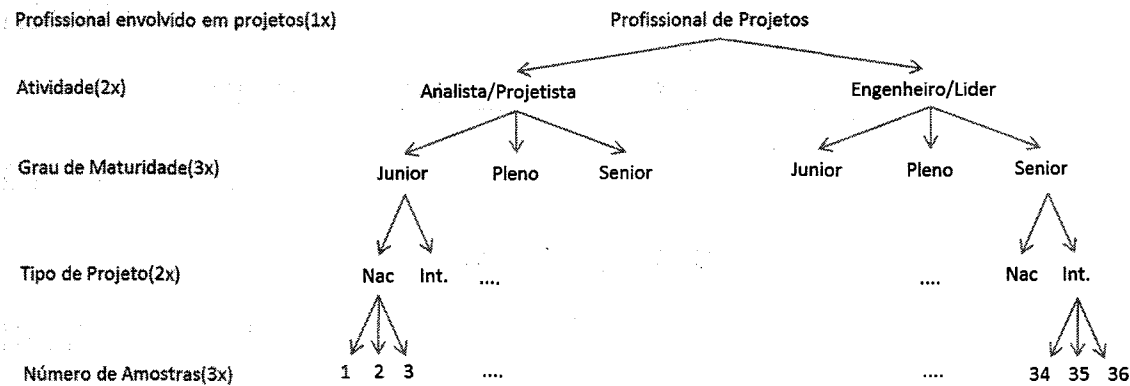 Profissional envolvido em projetos(1x) Profissional de Projetos
Atividade(2x) Analista/Projetista Engenheiro/Lider
Grau de Maturidade(3x) Junior Pleno Senior Junior Pleno Senior
Tipo de Projeto(2x) Nac Int. .... .... Nac Int.
Número de Amostras(3x) 1 2 3 .... .... 34 35 36